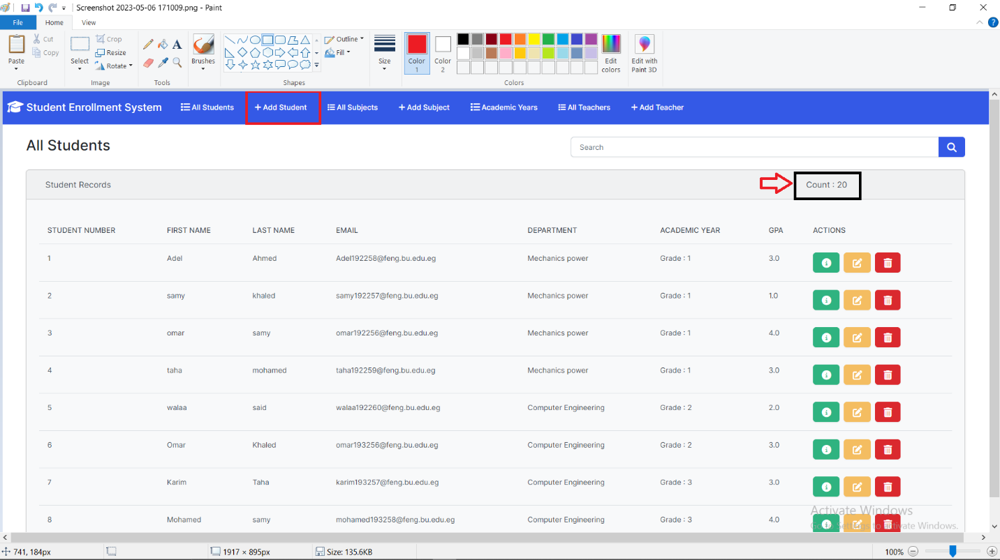 Screenshot 2023-05-06 171009.png - Paint
File Home View
Paste
Cut
Copy
Clipboard
Select
Crop
Resize
Rotate
Image
Tools
Brushes
Outline
Fill
Shapes
Size
Color 1
Color 2
Edit colors
Edit with Paint 3D
Colors
Student Enrollment System All Students + Add Student All Subjects + Add Subject Academic Years All Teachers + Add Teacher
All Students
Search
Student Records Count : 20
STUDENT NUMBER FIRST NAME LAST NAME EMAIL DEPARTMENT ACADEMIC YEAR GPA ACTIONS
1 Adel Ahmed Adel192258@feng.bu.edu.eg Mechanics power Grade : 1 3.0
2 samy khaled samy192257@feng.bu.edu.eg Mechanics power Grade : 1 1.0
3 omar samy omar192256@feng.bu.edu.eg Mechanics power Grade : 1 4.0
4 taha mohamed taha192259@feng.bu.edu.eg Mechanics power Grade : 1 3.0
5 walaa said walaa192260@feng.bu.edu.eg Computer Engineering Grade : 2 2.0
6 Omar Khaled omar193256@feng.bu.edu.eg Computer Engineering Grade : 2 3.0
7 Karim Taha karim193257@feng.bu.edu.eg Computer Engineering Grade : 3 3.0
8 Mohamed samy mohamed193258@feng.bu.edu.eg Computer Engineering Grade : 3 4.0
Activate Windows
Go to Settings to activate Windows.
741, 184px 1917 × 895px Size: 135.6KB 100%